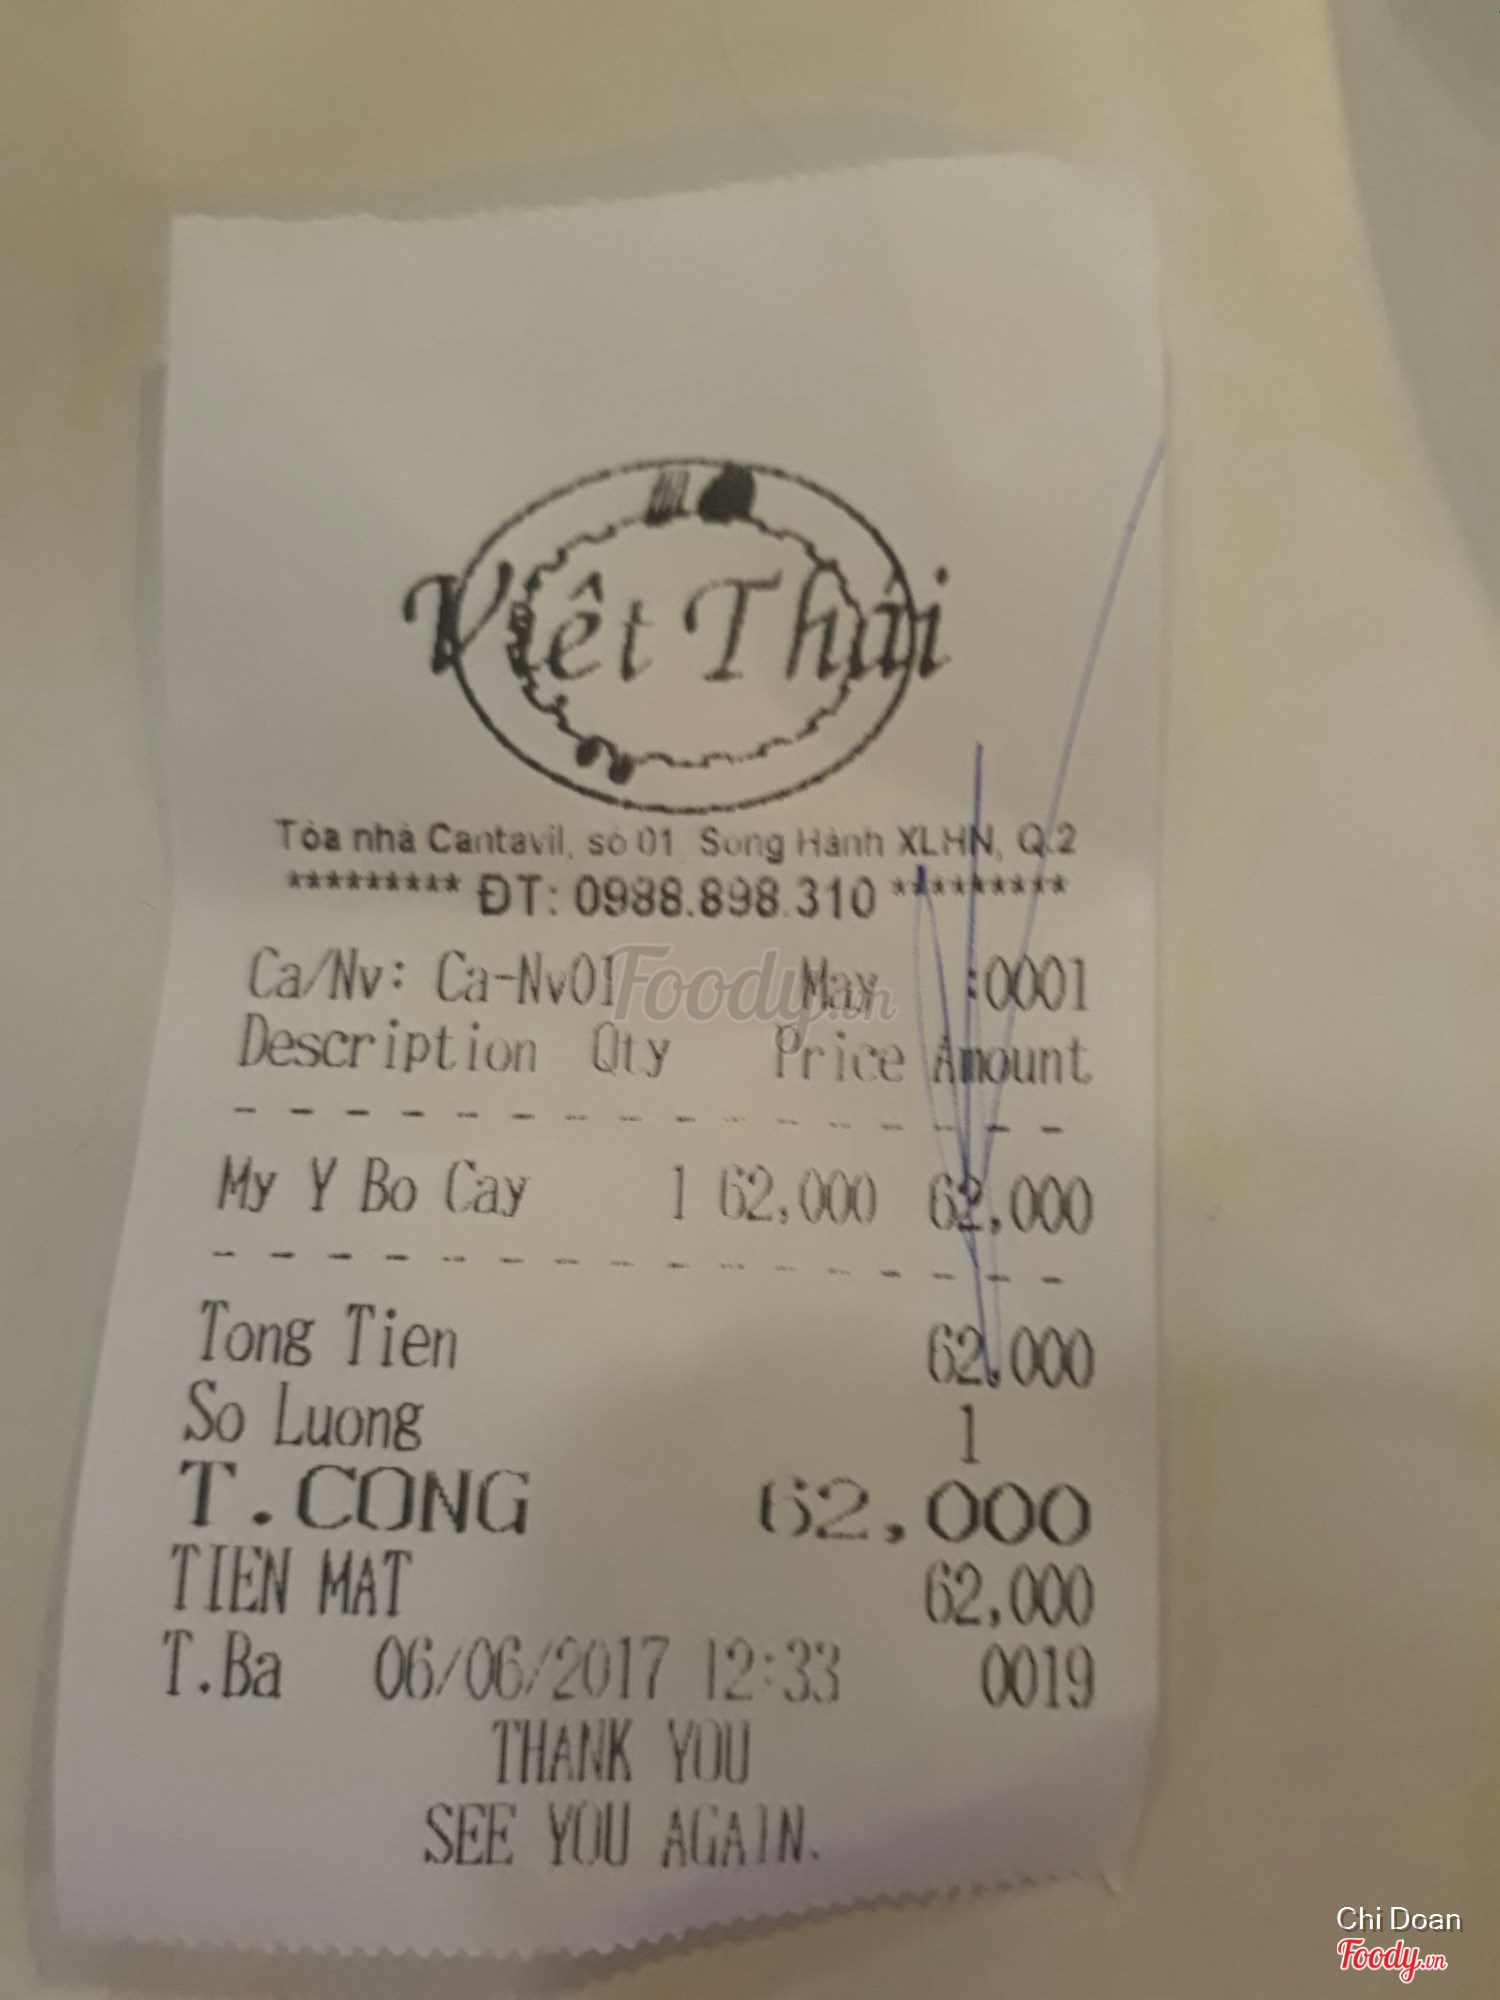 Việt Thái
Tòa nhà Cantavil, số 01 Song Hành XLHN, Q.2
********* ĐT: 0988.898.310 *********
Ca/Nv: Ca-Nv01 May :0001
Foody.vn
Description Qty Price Amount
- - - - - - - - - - - - - - - -
My Y Bo Cay 1 62,000 62,000
- - - - - - - - - - - - - - - -
Tong Tien 62.000
So Luong 1
T.CONG 62,000
TIEN MAT 62,000
T.Ba 06/06/2017 12:33 0019
THANK YOU
SEE YOU AGAIN.
Chi Doan
Foody.vn